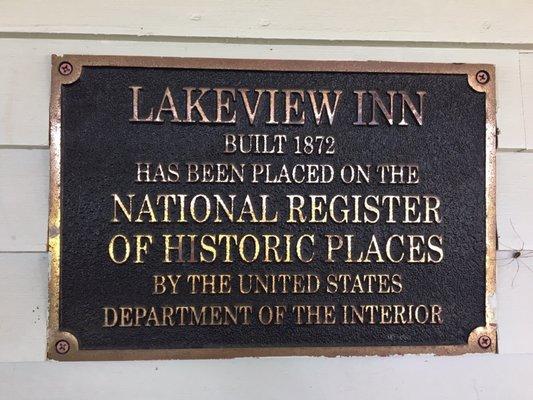 LAKEVIEW INN
BUILT 1872
HAS BEEN PLACED ON THE
NATIONAL REGISTER
OF HISTORIC PLACES
BY THE UNITED STATES
DEPARTMENT OF THE INTERIOR